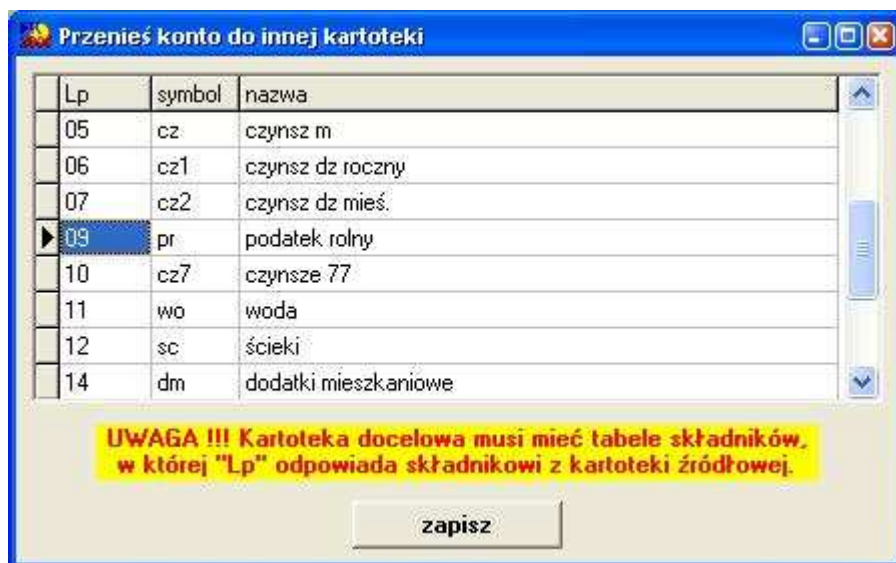 Przenieś konto do innej kartoteki
Lp symbol nazwa
05 cz czynsz m
06 cz1 czynsz dz roczny
07 cz2 czynsz dz mieś.
09 pr podatek rolny
10 cz7 czynsze 77
11 wo woda
12 sc ścieki
14 dm dodatki mieszkaniowe
UWAGA !!! Kartoteka docelowa musi mieć tabele składników,
w której "Lp" odpowiada składnikowi z kartoteki źródłowej.
zapisz